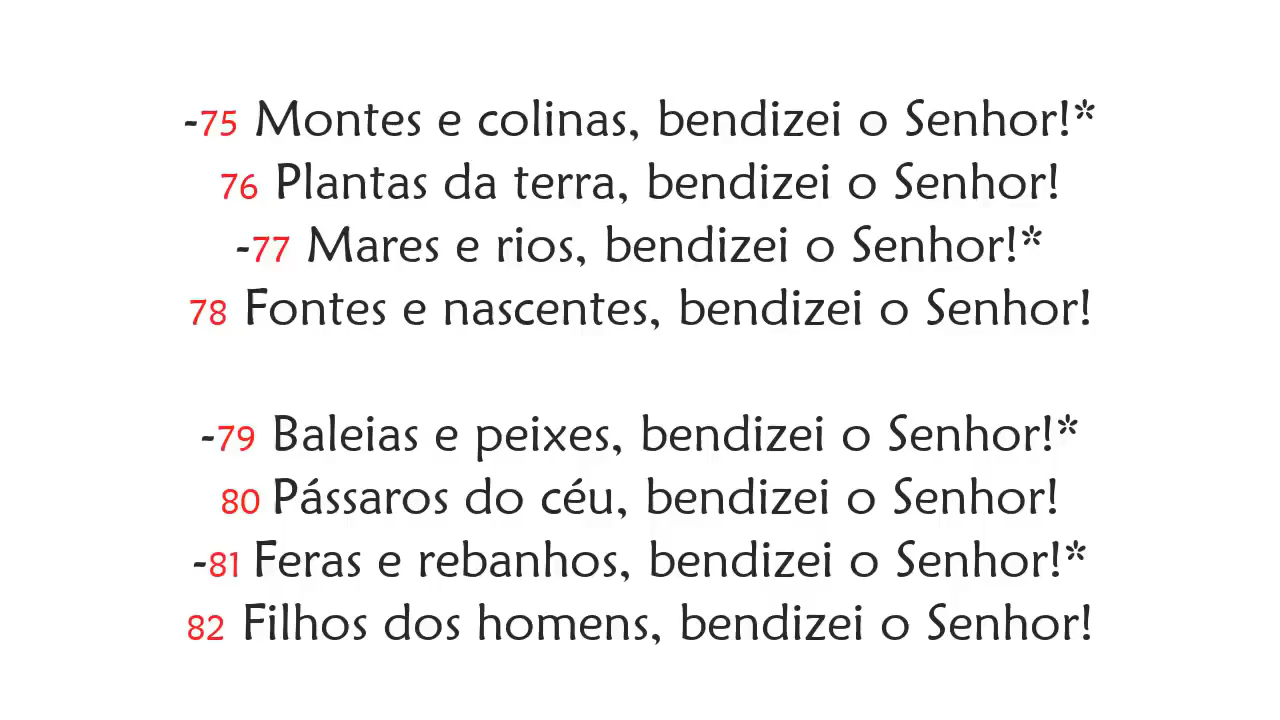 -75 Montes e colinas, bendizei o Senhor!*
76 Plantas da terra, bendizei o Senhor!
-77 Mares e rios, bendizei o Senhor!*
78 Fontes e nascentes, bendizei o Senhor!
-79 Baleias e peixes, bendizei o Senhor!*
80 Pássaros do céu, bendizei o Senhor!
-81 Feras e rebanhos, bendizei o Senhor!*
82 Filhos dos homens, bendizei o Senhor!